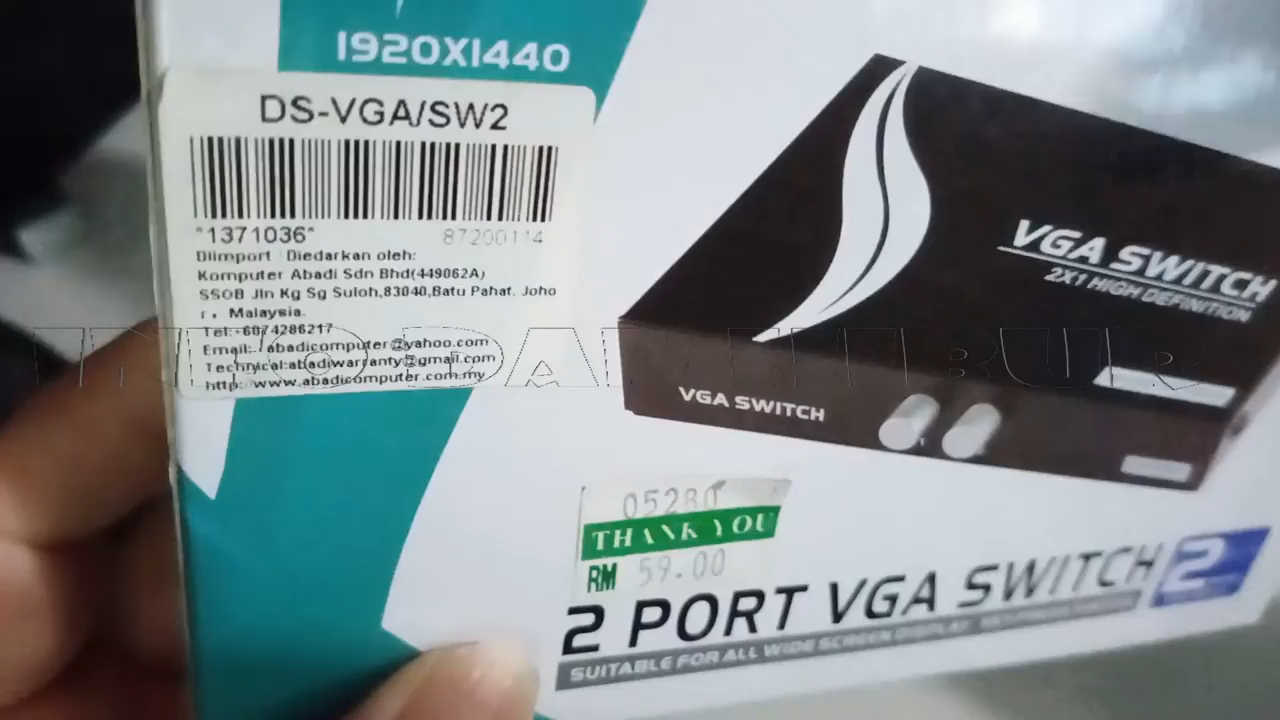 1920X1440
DS-VGA/SW2
*1371036*
87200114
Diimport Diedarkan oleh:
Komputer Abadi Sdn Bhd(449062A)
SSOB Jln Kg Sg Suloh,83040,Batu Pahat. Joho
r, Malaysia.
Tel:+6074286217
Email: abadicomputer@yahoo.com
Technical:abadiwarranty@gmail.com
http: www.abadicomputer.com.my
VGA SWITCH
2X1 HIGH DEFINITION
VGA SWITCH
THANK YOU
RM 59.00
2 PORT VGA SWITCH 2
SUITABLE FOR ALL WIDE SCREEN DISPLAY